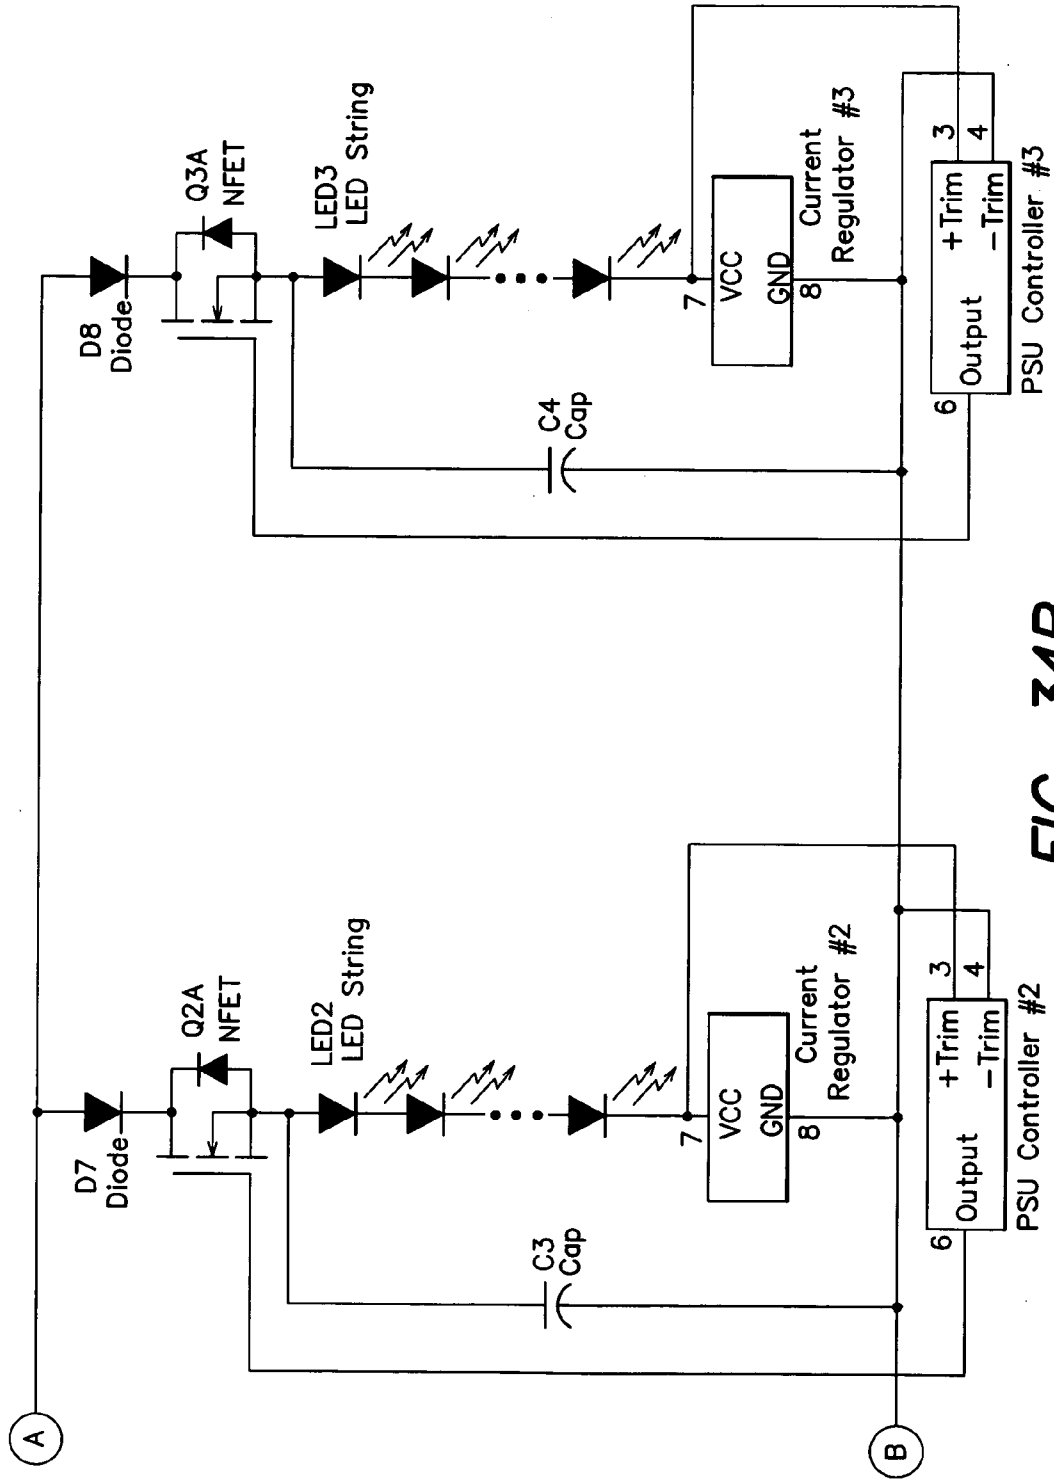 A
D7
Diode
Q2A
NFET
LED2
LED String
C3
Cap
7
VCC
GND
8
Current
Regulator #2
6
Output
+Trim
-Trim
3
4
PSU Controller #2
D8
Diode
Q3A
NFET
LED3
LED String
C4
Cap
7
VCC
GND
8
Current
Regulator #3
6
Output
+Trim
-Trim
3
4
PSU Controller #3
B